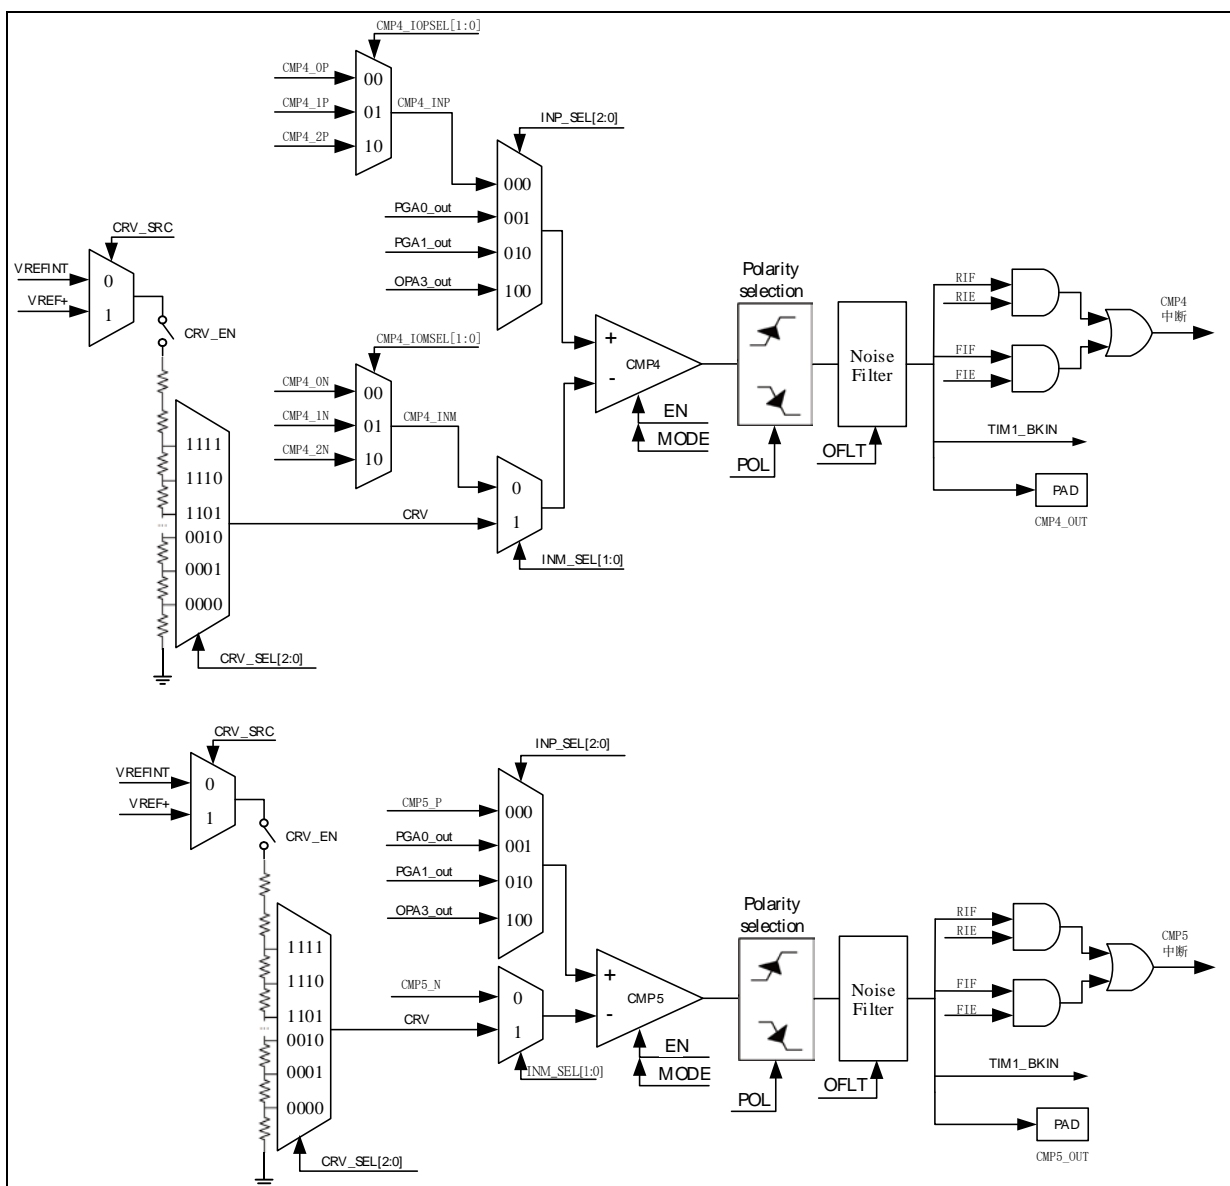 CMP4_IOPSEL[1:0]
CMP4_0P
00
CMP4_1P
01
CMP4_INP
CMP4_2P
10
INP_SEL[2:0]
000
PGA0_out
001
PGA1_out
010
OPA3_out
100
CRV_SRC
VREFINT
0
VREF+
1
CRV_EN
CMP4_IOMSEL[1:0]
CMP4_0N
00
CMP4_1N
01
CMP4_INM
CMP4_2N
10
1111
1110
1101
...
0010
0001
0000
CRV_SEL[2:0]
CRV
0
1
INM_SEL[1:0]
+
-
CMP4
EN
MODE
Polarity
selection
POL
Noise
Filter
OFLT
RIF
RIE
FIF
FIE
CMP4
中断
TIM1_BKIN
PAD
CMP4_OUT
CRV_SRC
VREFINT
0
VREF+
1
CRV_EN
INP_SEL[2:0]
CMP5_P
000
PGA0_out
001
PGA1_out
010
OPA3_out
100
1111
1110
1101
...
0010
0001
0000
CRV_SEL[2:0]
CMP5_N
0
CRV
1
INM_SEL[1:0]
+
-
CMP5
EN
MODE
Polarity
selection
POL
Noise
Filter
OFLT
RIF
RIE
FIF
FIE
CMP5
中断
TIM1_BKIN
PAD
CMP5_OUT